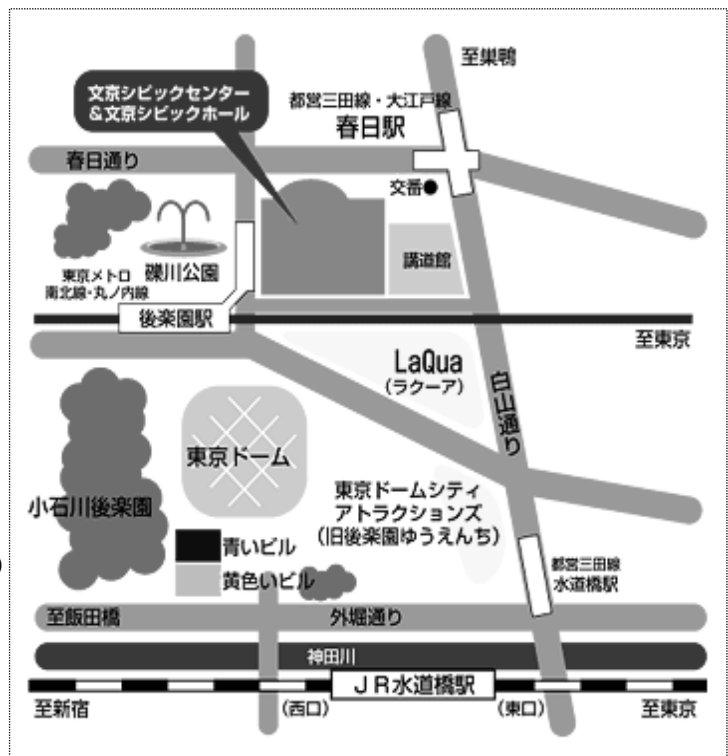 至巣鴨
文京シビックセンター
&文京シビックホール
都営三田線・大江戸線
春日駅
春日通り
交番
東京メトロ
南北線・丸ノ内線
礫川公園
講道館
後楽園駅
至東京
LaQua
(ラクーア)
白山通り
東京ドーム
小石川後楽園
東京ドームシティ
アトラクションズ
(旧後楽園ゆうえんち)
青いビル
黄色いビル
都営三田線
水道橋駅
至飯田橋
外堀通り
神田川
JR水道橋駅
至新宿
(西口)
(東口)
至東京